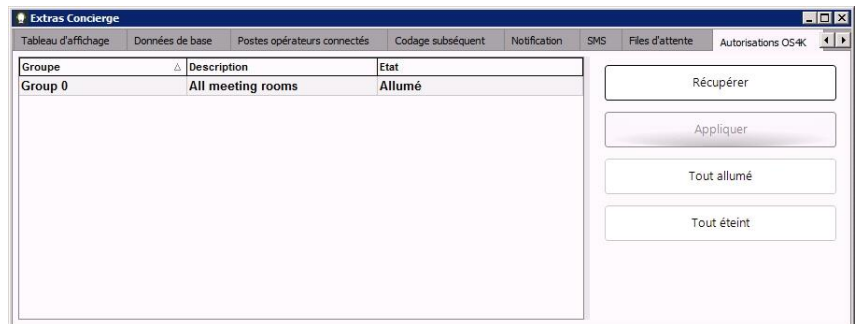 Extras Concierge
Tableau d'affichage Données de base Postes opérateurs connectés Codage subséquent Notification SMS Files d'attente Autorisations OS4K
Groupe Description Etat
Group 0 All meeting rooms Allumé
Récupérer
Appliquer
Tout allumé
Tout éteint